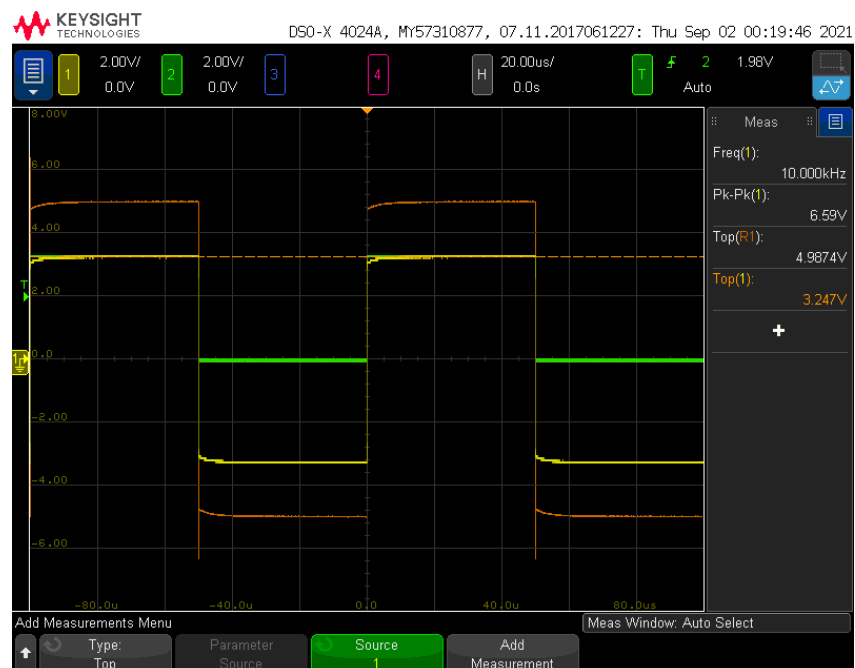 KEYSIGHT
TECHNOLOGIES
DSO-X 4024A, MY57310877, 07.11.2017061227: Thu Sep 02 00:19:46 2021
1 2.00V/ 2 2.00V/ 3 4 H 20.00us/ T 2 1.98V
0.0V 0.0V 0.0s Auto
8.00V
6.00
4.00
T
2.00
1 0.0
-2.00
-4.00
-6.00
-80.0u -40.0u 0.0 40.0u 80.0us
Meas
Freq(1):
10.000kHz
Pk-Pk(1):
6.59V
Top(R1):
4.9874V
Top(1):
3.247V
+
Add Measurements Menu
Meas Window: Auto Select
Type:
Top
Parameter
Source
Source
1
Add
Measurement